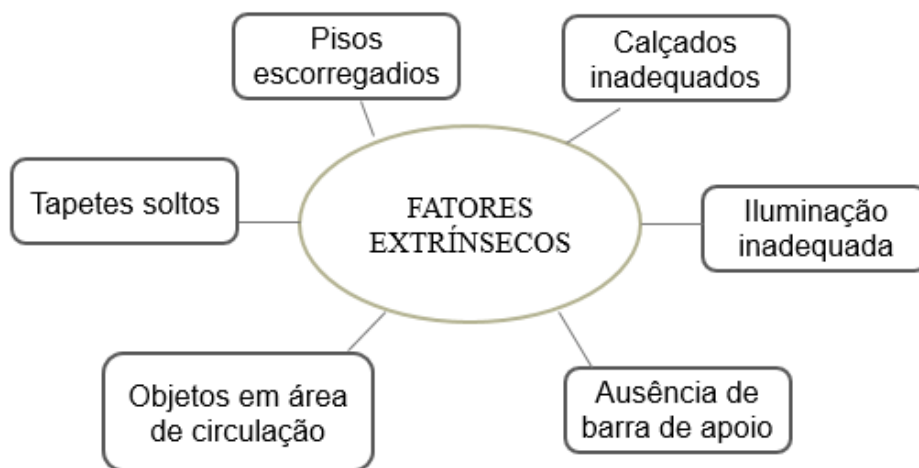 Pisos
escorregadios
Calçados
inadequados
Tapetes soltos
FATORES
EXTRÍNSECOS
Iluminação
inadequada
Objetos em área
de circulação
Ausência de
barra de apoio